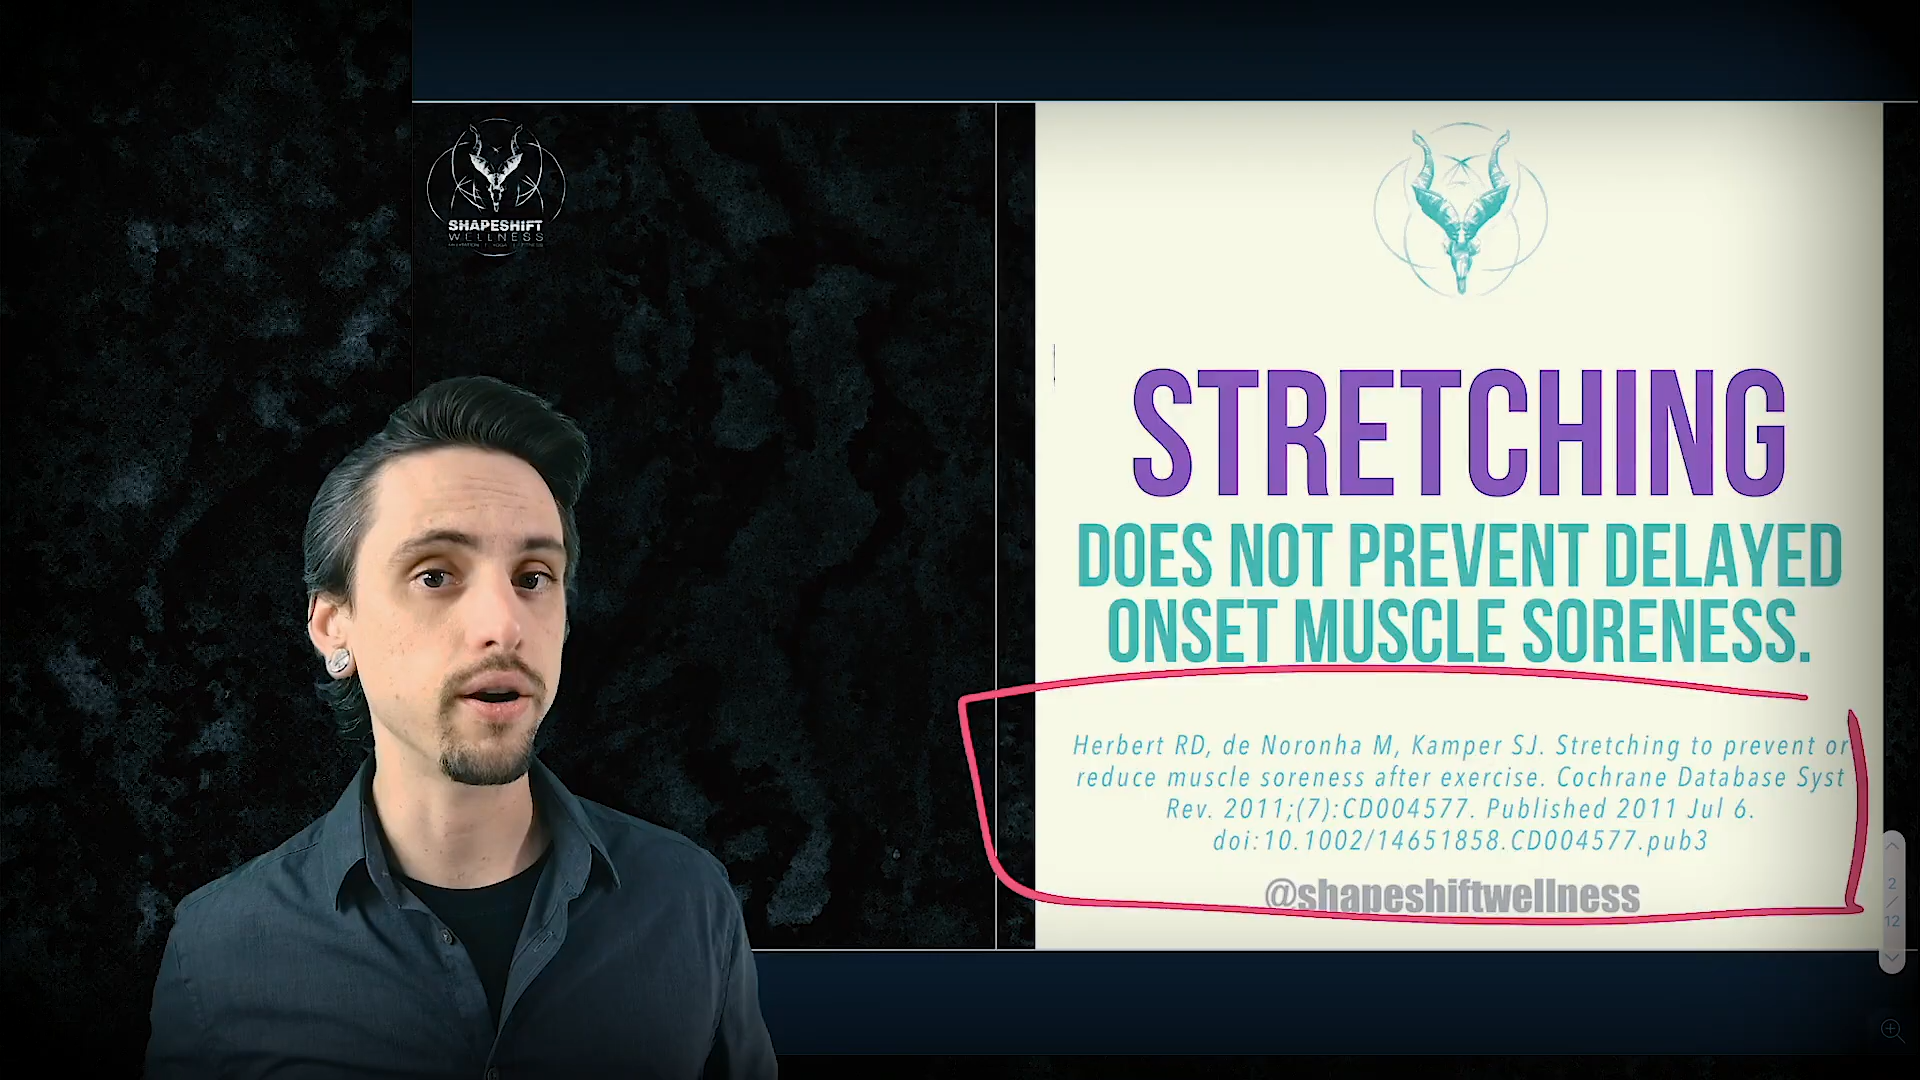 SHAPESHIFT
WELLNESS
STRETCHING
DOES NOT PREVENT DELAYED
ONSET MUSCLE SORENESS.
Herbert RD, de Noronha M, Kamper SJ. Stretching to prevent or
reduce muscle soreness after exercise. Cochrane Database Syst
Rev. 2011;(7):CD004577. Published 2011 Jul 6.
doi:10.1002/14651858.CD004577.pub3
@shapeshiftwellness
2
/
12